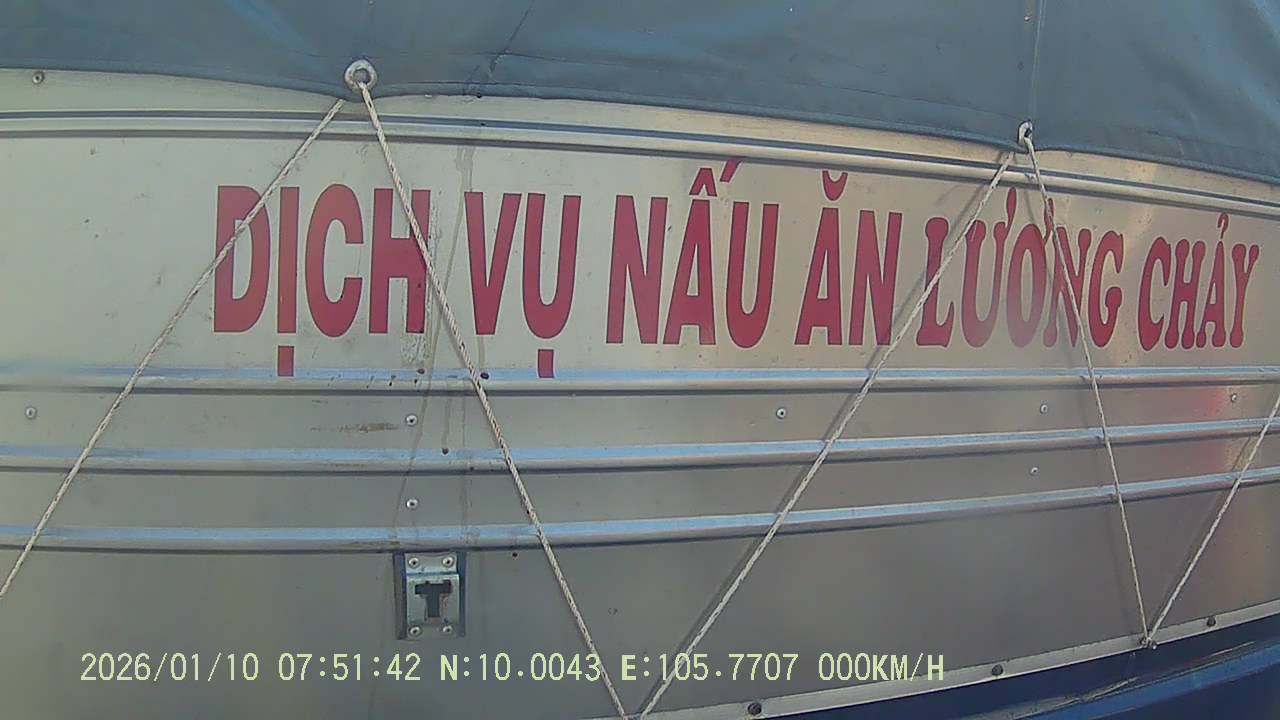 DỊCH VỤ NẤU ĂN LƯƠNG CHẢY
2026/01/10 07:51:42 N:10.0043 E:105.7707 000KM/H